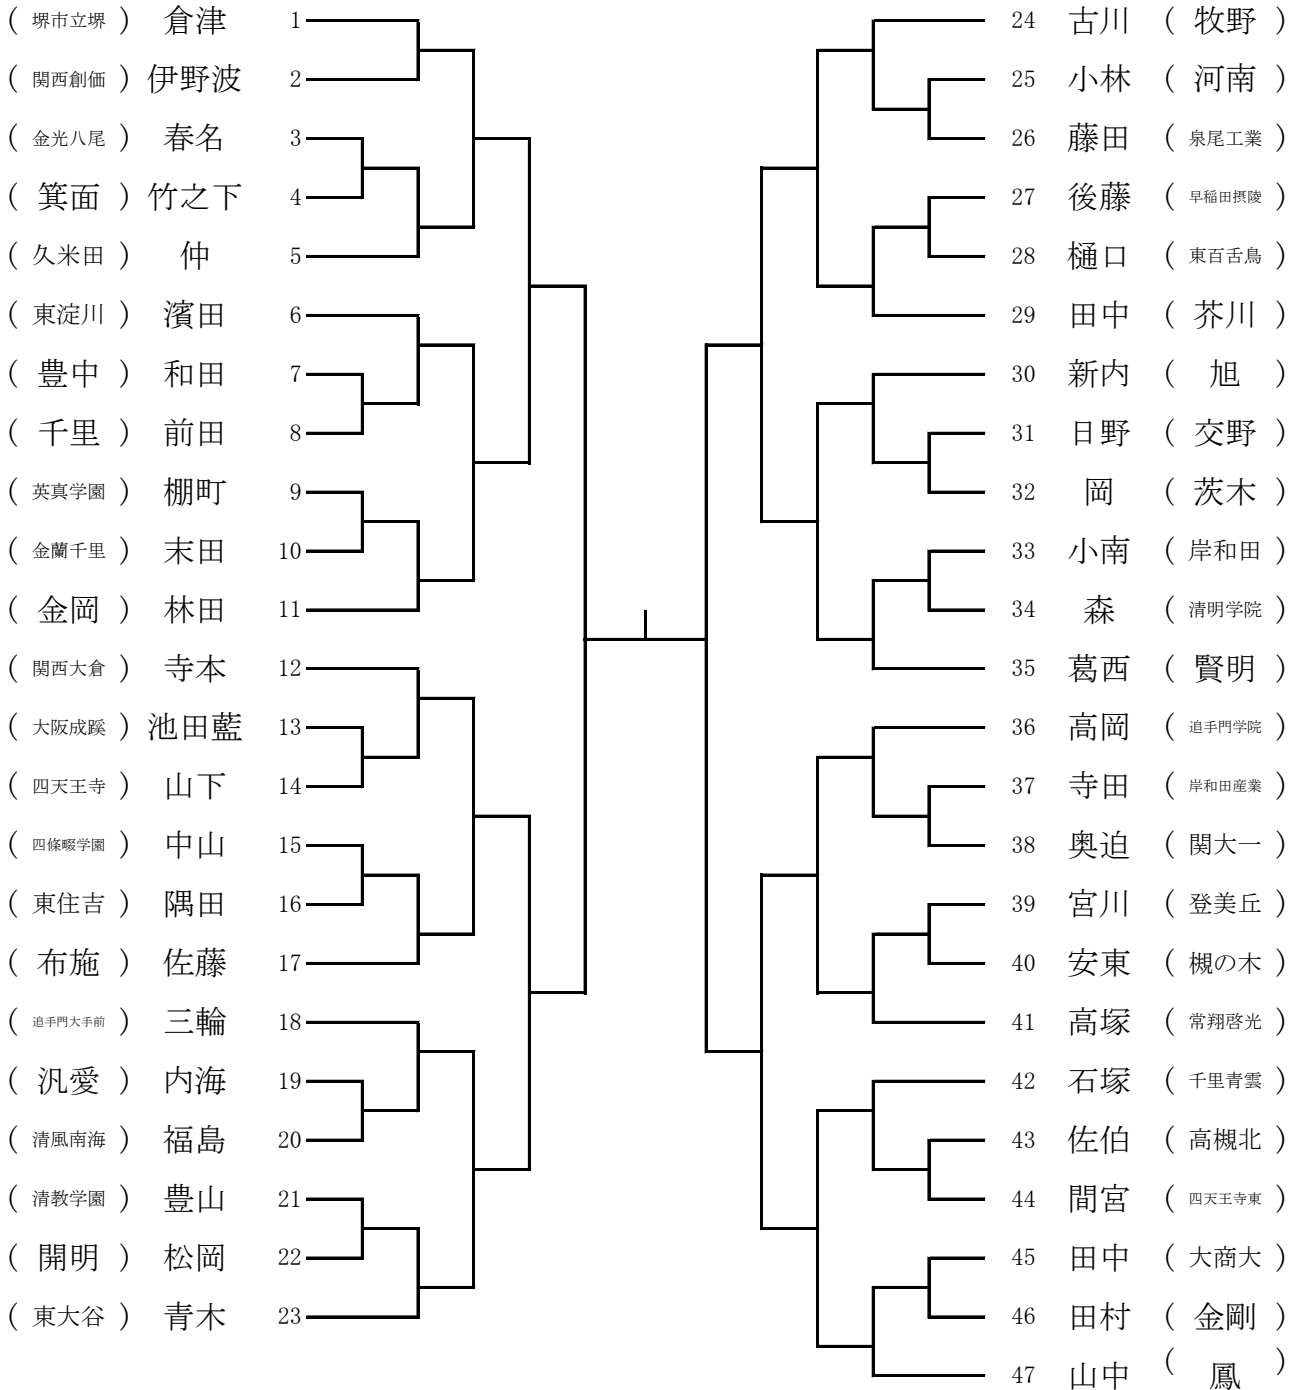 ( 堺市立堺 ) 倉津 1
( 関西創価 ) 伊野波 2
( 金光八尾 ) 春名 3
( 箕面 ) 竹之下 4
( 久米田 ) 仲 5
( 東淀川 ) 濱田 6
( 豊中 ) 和田 7
( 千里 ) 前田 8
( 英真学園 ) 棚町 9
( 金蘭千里 ) 末田 10
( 金岡 ) 林田 11
( 関西大倉 ) 寺本 12
( 大阪成蹊 ) 池田藍 13
( 四天王寺 ) 山下 14
( 四條畷学園 ) 中山 15
( 東住吉 ) 隅田 16
( 布施 ) 佐藤 17
( 追手門大手前 ) 三輪 18
( 汎愛 ) 内海 19
( 清風南海 ) 福島 20
( 清教学園 ) 豊山 21
( 開明 ) 松岡 22
( 東大谷 ) 青木 23
24 古川 ( 牧野 )
25 小林 ( 河南 )
26 藤田 ( 泉尾工業 )
27 後藤 ( 早稲田摂陵 )
28 樋口 ( 東百舌鳥 )
29 田中 ( 芥川 )
30 新内 ( 旭 )
31 日野 ( 交野 )
32 岡 ( 茨木 )
33 小南 ( 岸和田 )
34 森 ( 清明学院 )
35 葛西 ( 賢明 )
36 高岡 ( 追手門学院 )
37 寺田 ( 岸和田産業 )
38 奥迫 ( 関大一 )
39 宮川 ( 登美丘 )
40 安東 ( 槻の木 )
41 高塚 ( 常翔啓光 )
42 石塚 ( 千里青雲 )
43 佐伯 ( 高槻北 )
44 間宮 ( 四天王寺東 )
45 田中 ( 大商大 )
46 田村 ( 金剛 )
47 山中 ( 鳳 )